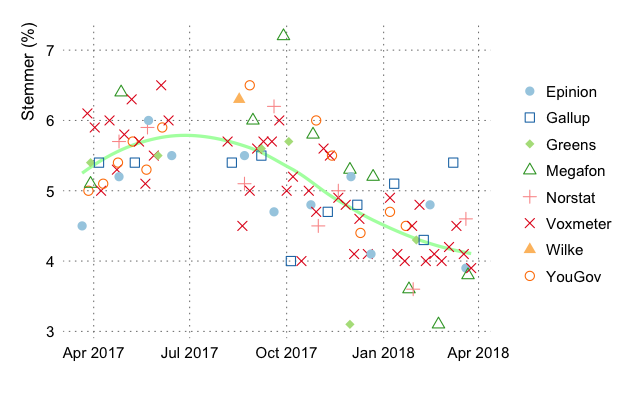 Stemmer (%)
7
6
5
4
3
Apr 2017
Jul 2017
Oct 2017
Jan 2018
Apr 2018
Epinion
Gallup
Greens
Megafon
Norstat
Voxmeter
Wilke
YouGov